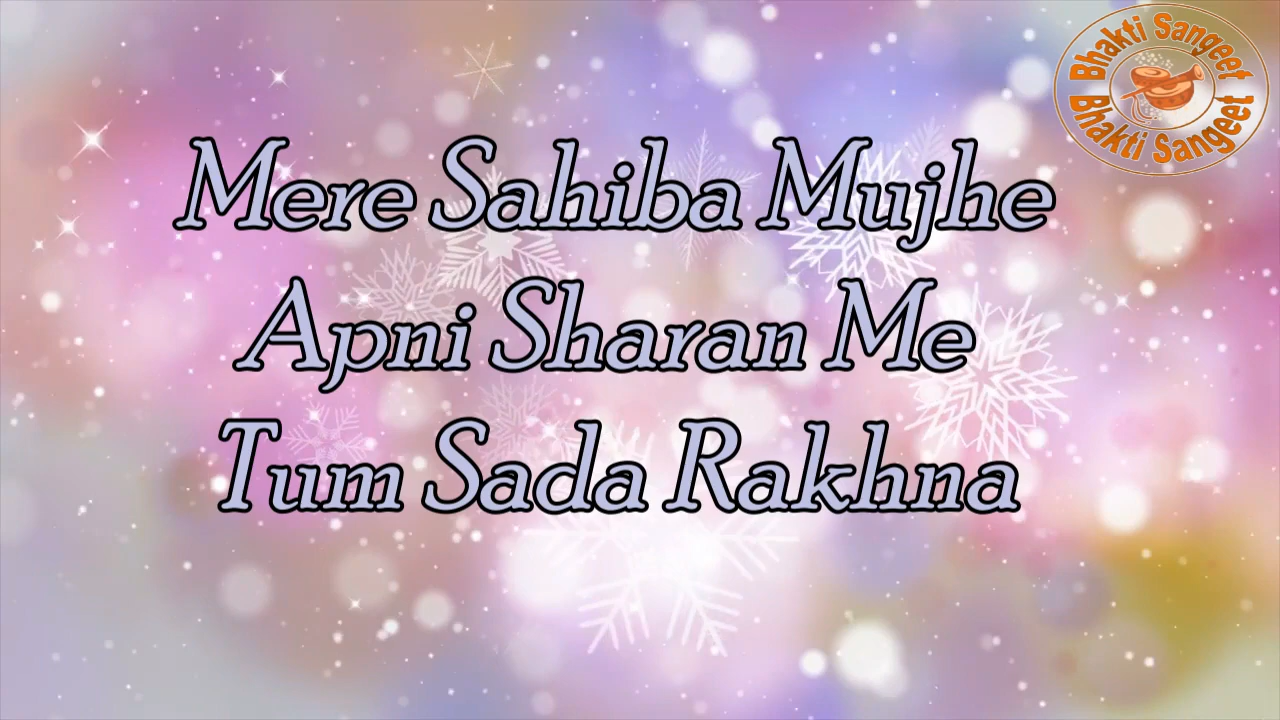 Bhakti Sangeet
Bhakti Sangeet
Mere Sahiba Mujhe
Apni Sharan Me
Tum Sada Rakhna